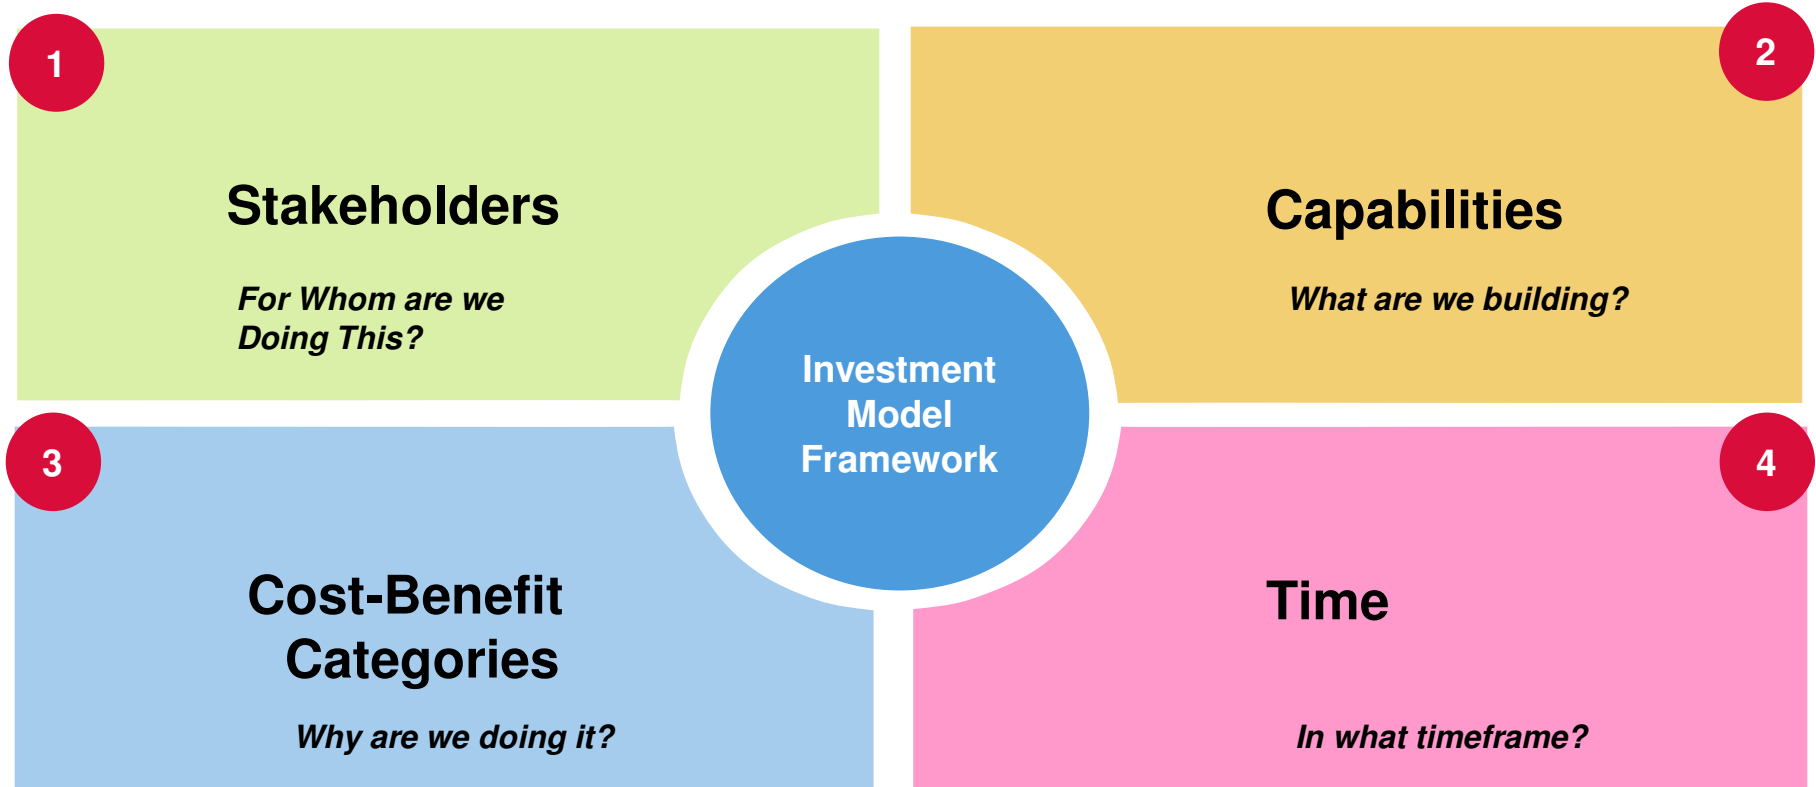 1
Stakeholders
For Whom are we
Doing This?
2
Capabilities
What are we building?
Investment
Model
Framework
3
Cost-Benefit
Categories
Why are we doing it?
4
Time
In what timeframe?